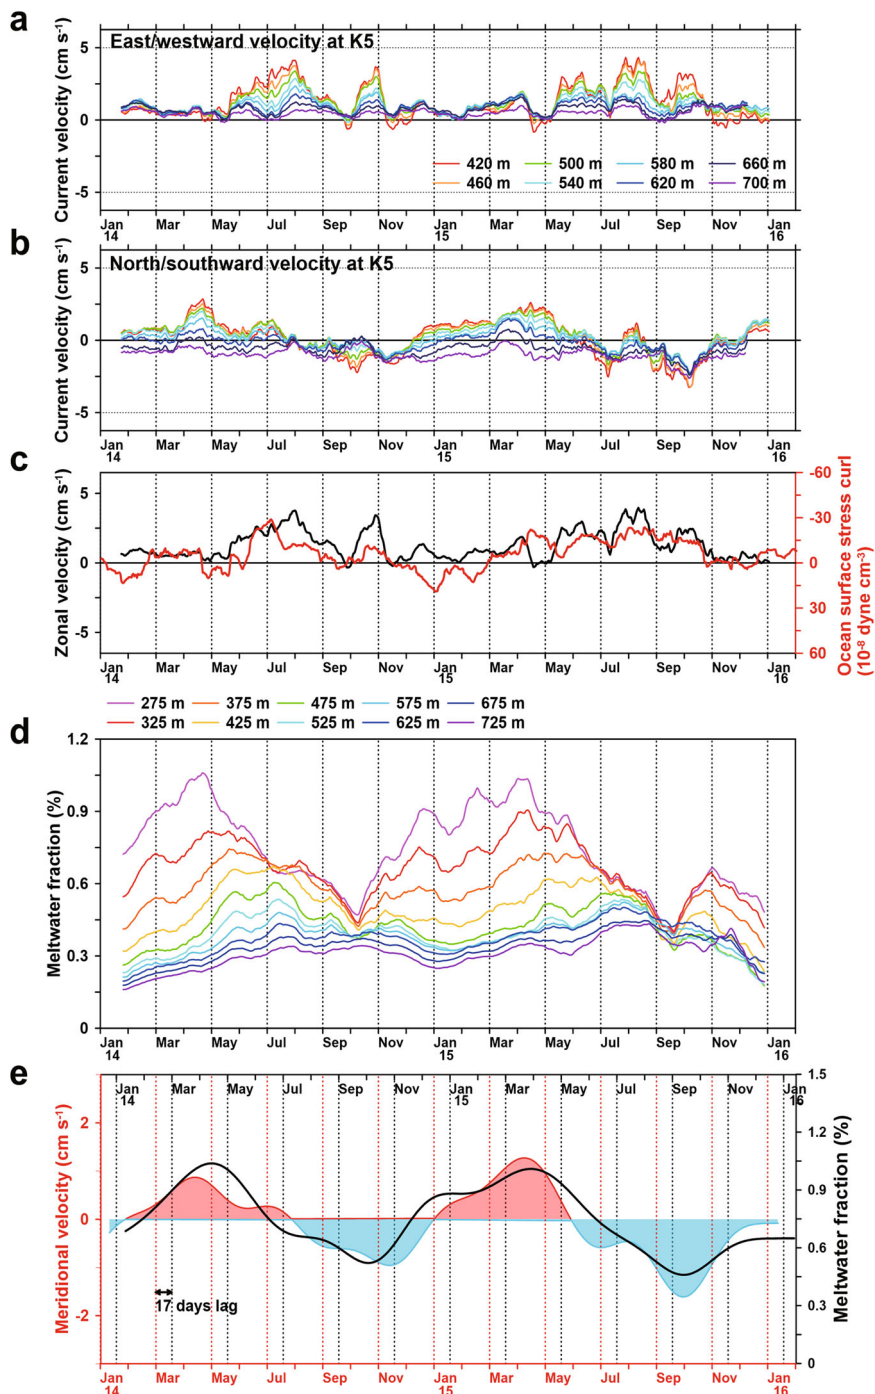 a
East/westward velocity at K5
Current velocity (cm s⁻¹)
5
0
-5
420 m 500 m 580 m 660 m
460 m 540 m 620 m 700 m
Jan Mar May Jul Sep Nov Jan Mar May Jul Sep Nov Jan
14 15 16
b
North/southward velocity at K5
Current velocity (cm s⁻¹)
5
0
-5
Jan Mar May Jul Sep Nov Jan Mar May Jul Sep Nov Jan
14 15 16
c
Zonal velocity (cm s⁻¹)
5
0
-5
-60
-30
0
30
60
Ocean surface stress curl
(10⁻⁸ dyne cm⁻³)
Jan Mar May Jul Sep Nov Jan Mar May Jul Sep Nov Jan
14 15 16
275 m 375 m 475 m 575 m 675 m
325 m 425 m 525 m 625 m 725 m
d
Meltwater fraction (%)
1.2
0.9
0.6
0.3
0
Jan Mar May Jul Sep Nov Jan Mar May Jul Sep Nov Jan
14 15 16
e
Jan Mar May Jul Sep Nov Jan Mar May Jul Sep Nov Jan
14 15 16
Meridional velocity (cm s⁻¹)
2
0
-2
1.5
1.2
0.9
0.6
0.3
0
Meltwater fraction (%)
17 days lag
Jan Mar May Jul Sep Nov Jan Mar May Jul Sep Nov Jan
14 15 16